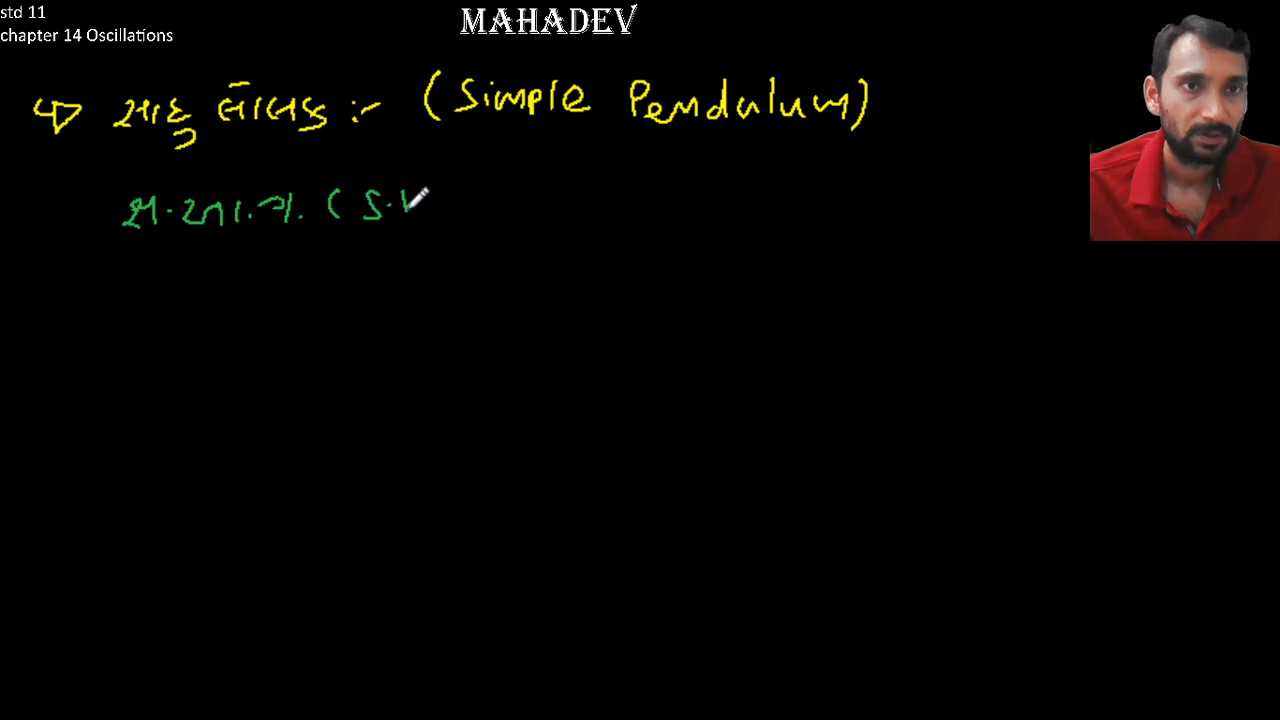 std 11
MAHADEV
chapter 14 Oscillations
સાદું લોલક :- (Simple Pendulum)
સ.આ.ગ. ( S.